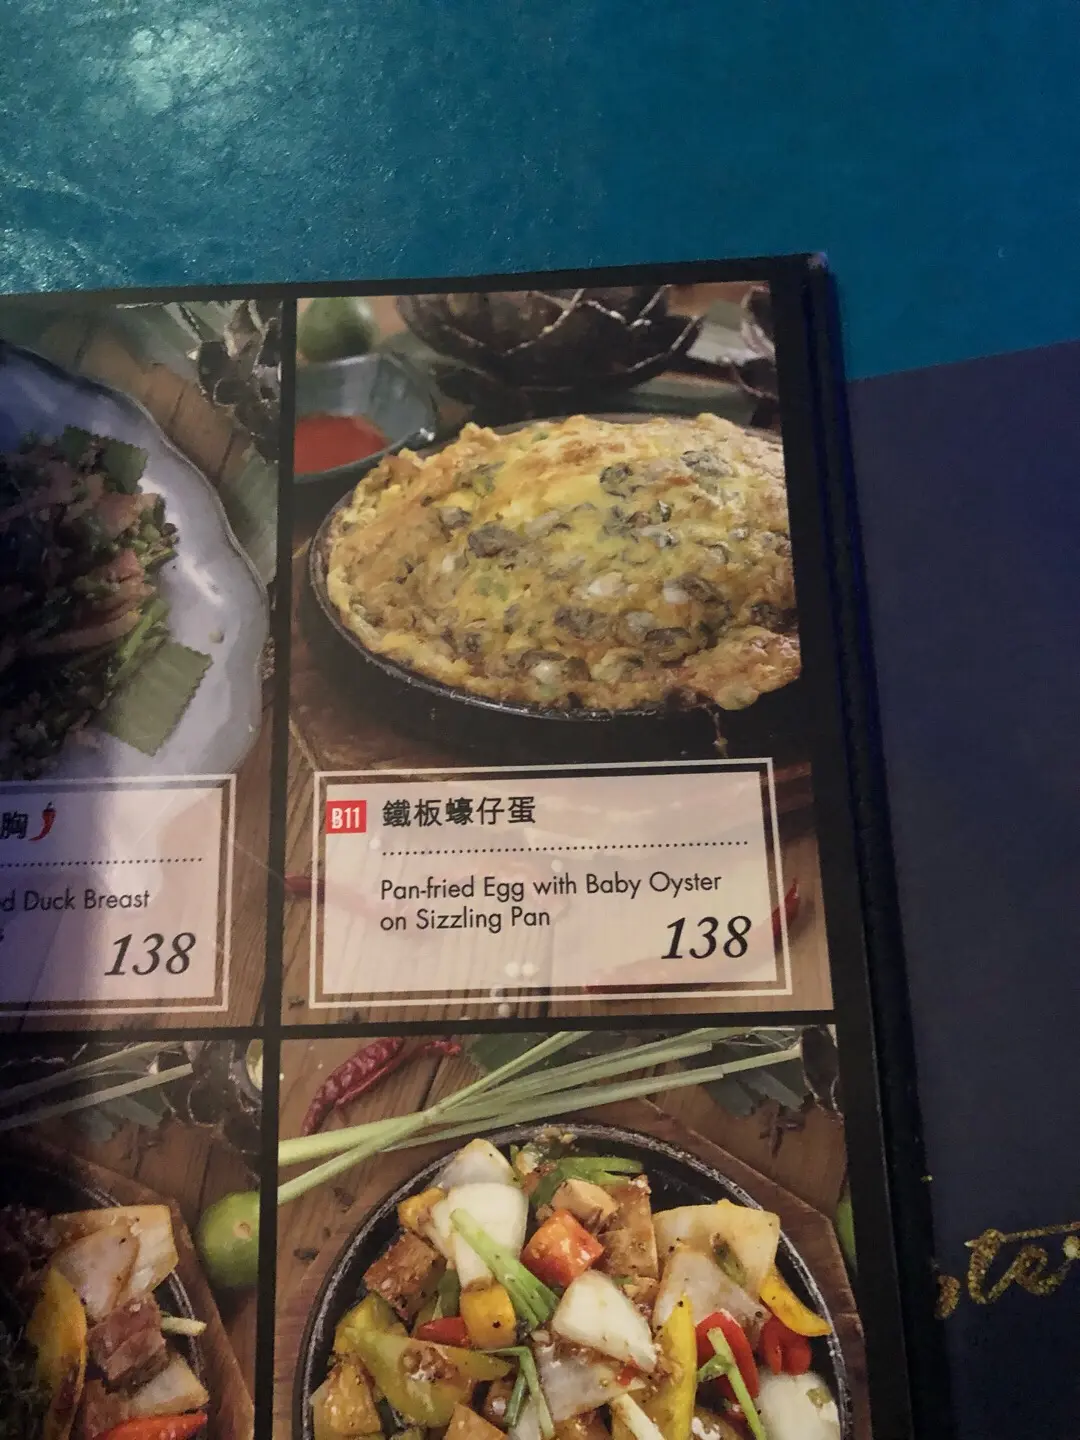 胸
Duck Breast
138
B11 鐵板蠔仔蛋
Pan-fried Egg with Baby Oyster
on Sizzling Pan
138